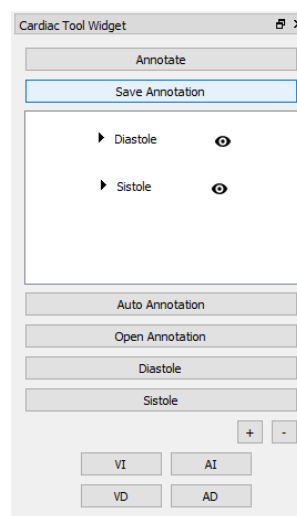 Cardiac Tool Widget
Annotate
Save Annotation
Diastole
Sistole
Auto Annotation
Open Annotation
Diastole
Sistole
+ -
VI AI
VD AD